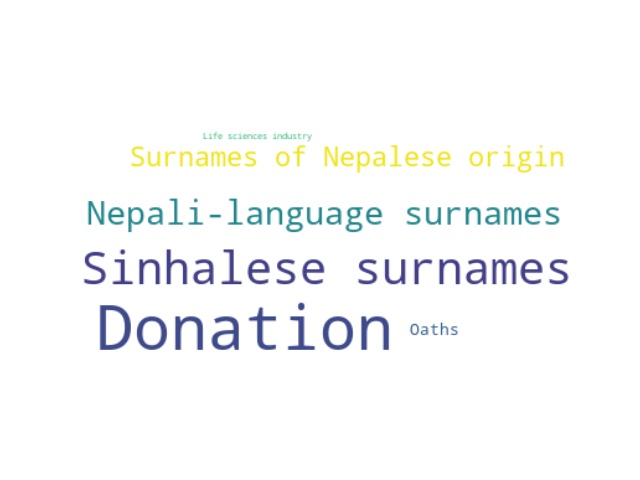 Life sciences industry
Surnames of Nepalese origin
Nepali-language surnames
Sinhalese surnames
Donation Oaths